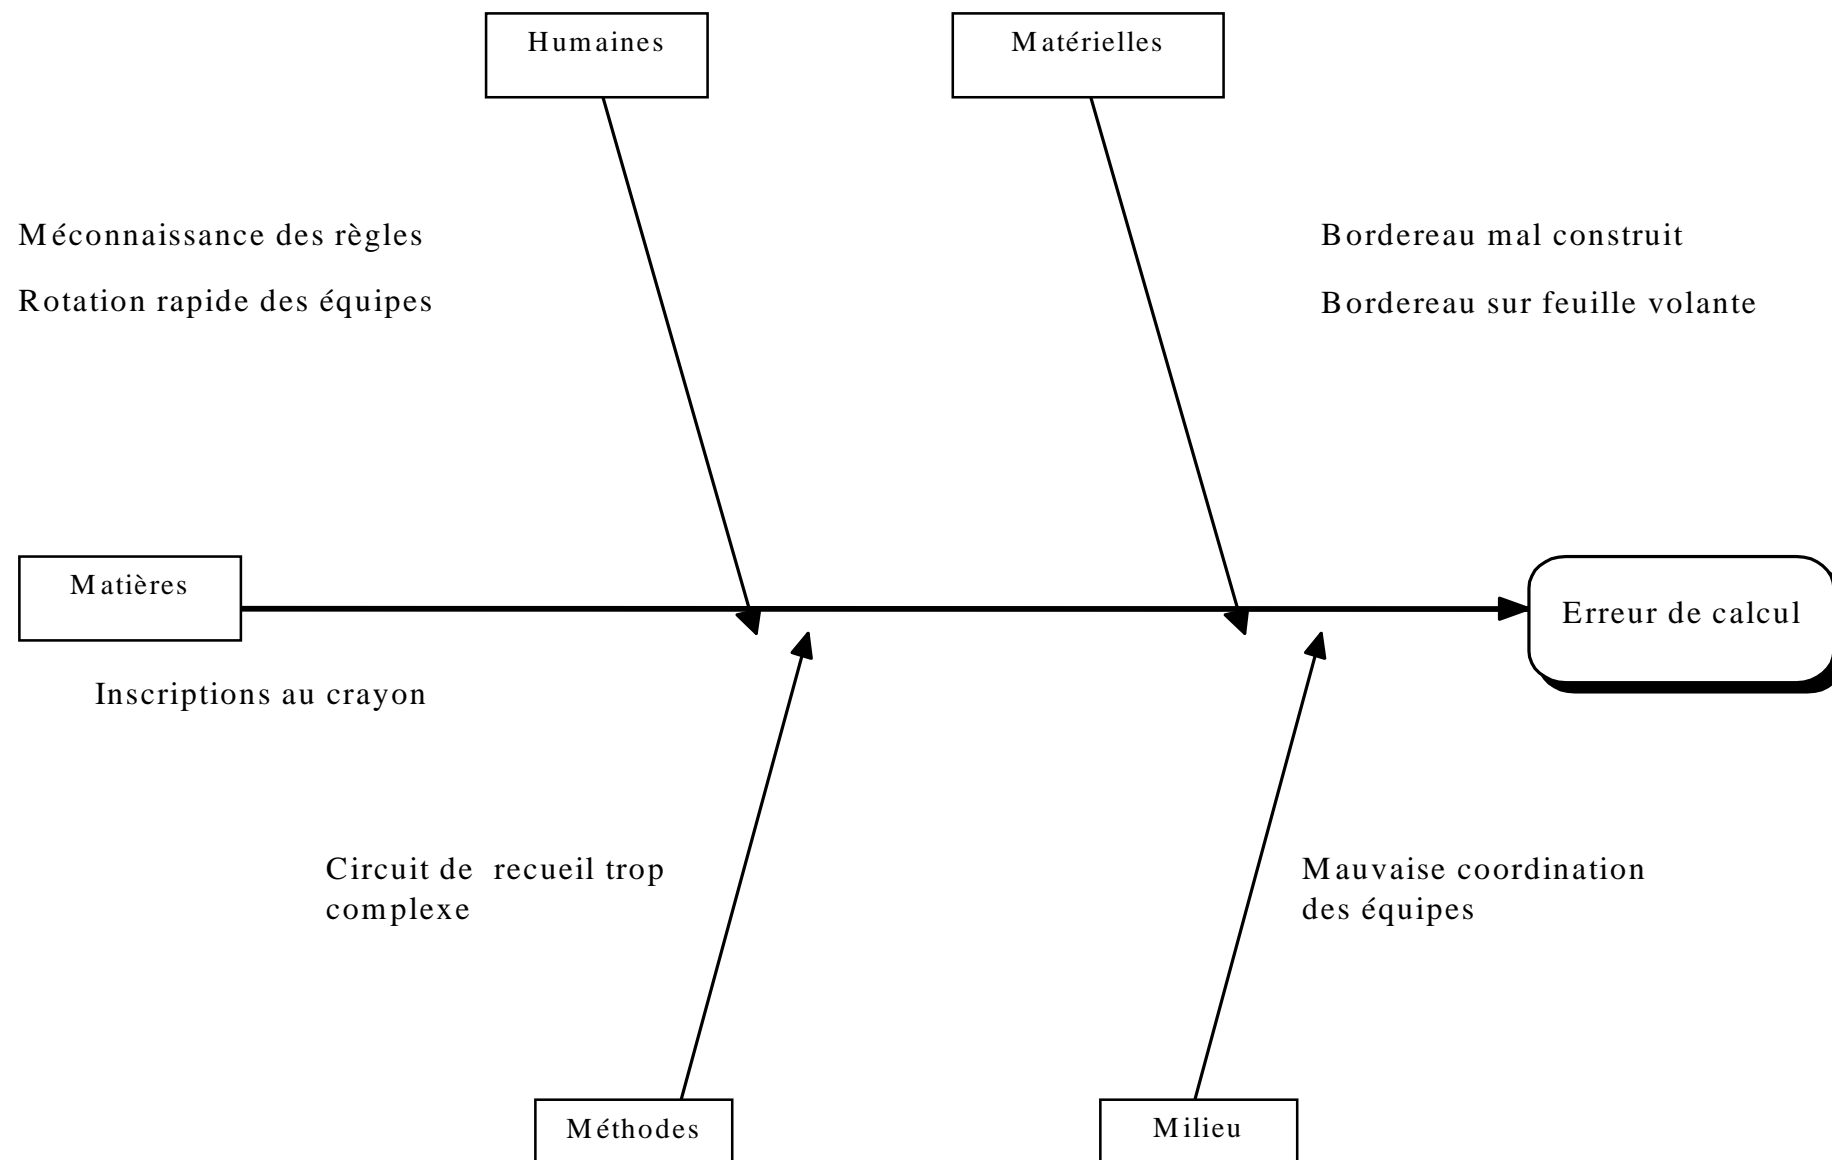 Humaines
Matérielles
Méconnaissance des règles
Bordereau mal construit
Rotation rapide des équipes
Bordereau sur feuille volante
Matières
Erreur de calcul
Inscriptions au crayon
Circuit de recueil trop
complexe
Mauvaise coordination
des équipes
Méthodes
Milieu